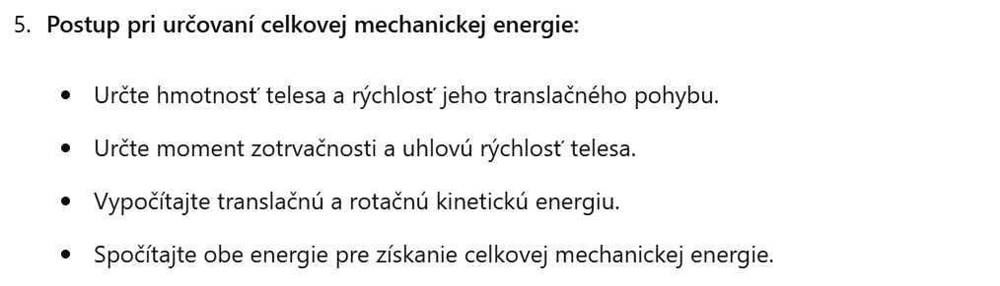 5. Postup pri určovaní celkovej mechanickej energie:
• Určte hmotnosť telesa a rýchlosť jeho translačného pohybu.
• Určte moment zotrvačnosti a uhlovú rýchlosť telesa.
• Vypočítajte translačnú a rotačnú kinetickú energiu.
• Spočítajte obe energie pre získanie celkovej mechanickej energie.